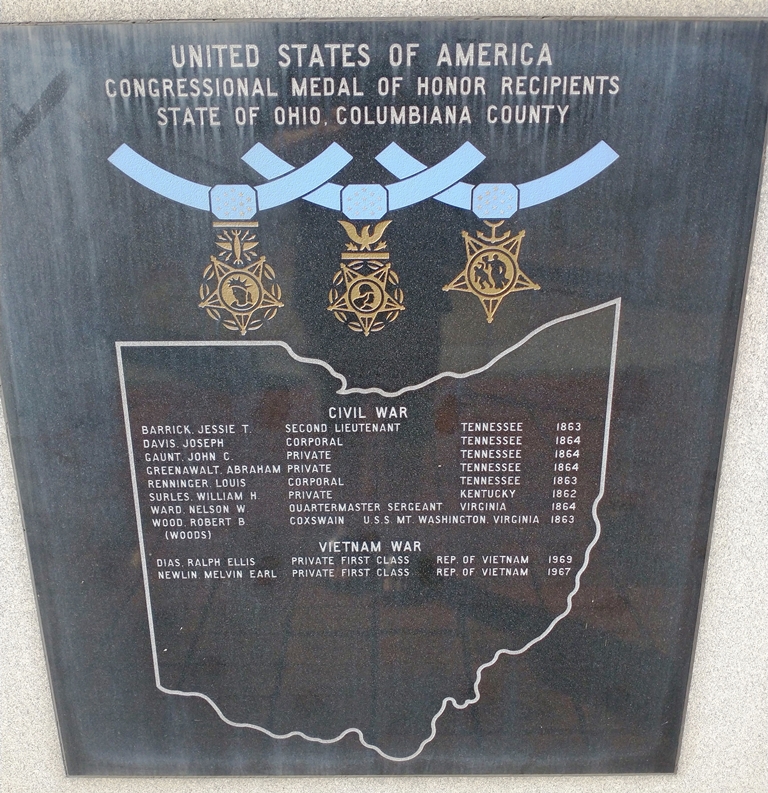 UNITED STATES OF AMERICA
CONGRESSIONAL MEDAL OF HONOR RECIPIENTS
STATE OF OHIO, COLUMBIANA COUNTY
CIVIL WAR
BARRICK, JESSIE T. SECOND LIEUTENANT TENNESSEE 1863
DAVIS, JOSEPH CORPORAL TENNESSEE 1864
GAUNT, JOHN C. PRIVATE TENNESSEE 1864
GREENAWALT, ABRAHAM PRIVATE TENNESSEE 1864
RENNINGER, LOUIS CORPORAL TENNESSEE 1863
SURLES, WILLIAM H PRIVATE KENTUCKY 1862
WARD, NELSON W QUARTERMASTER SERGEANT VIRGINIA 1864
WOOD, ROBERT B COXSWAIN U.S.S. MT. WASHINGTON, VIRGINIA 1863
(WOODS)
VIETNAM WAR
DIAS, RALPH ELLIS PRIVATE FIRST CLASS REP. OF VIETNAM 1969
NEWLIN, MELVIN EARL PRIVATE FIRST CLASS REP. OF VIETNAM 1967